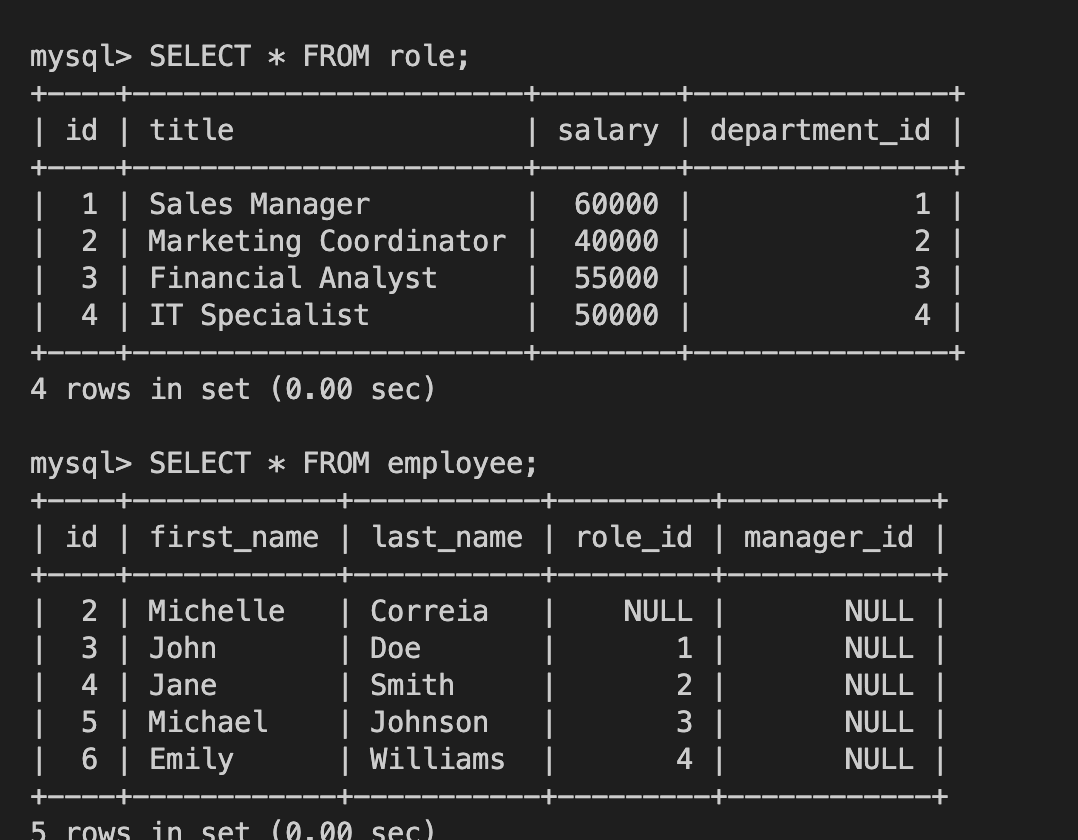 mysql> SELECT * FROM role;
+----+-----------------------+--------+---------------+
| id | title                 | salary | department_id |
+----+-----------------------+--------+---------------+
|  1 | Sales Manager         |  60000 |             1 |
|  2 | Marketing Coordinator |  40000 |             2 |
|  3 | Financial Analyst     |  55000 |             3 |
|  4 | IT Specialist         |  50000 |             4 |
+----+-----------------------+--------+---------------+
4 rows in set (0.00 sec)

mysql> SELECT * FROM employee;
+----+------------+-----------+---------+------------+
| id | first_name | last_name | role_id | manager_id |
+----+------------+-----------+---------+------------+
|  2 | Michelle   | Correia   |    NULL |       NULL |
|  3 | John       | Doe       |       1 |       NULL |
|  4 | Jane       | Smith     |       2 |       NULL |
|  5 | Michael    | Johnson   |       3 |       NULL |
|  6 | Emily      | Williams  |       4 |       NULL |
+----+------------+-----------+---------+------------+
5 rows in set (0.00 sec)